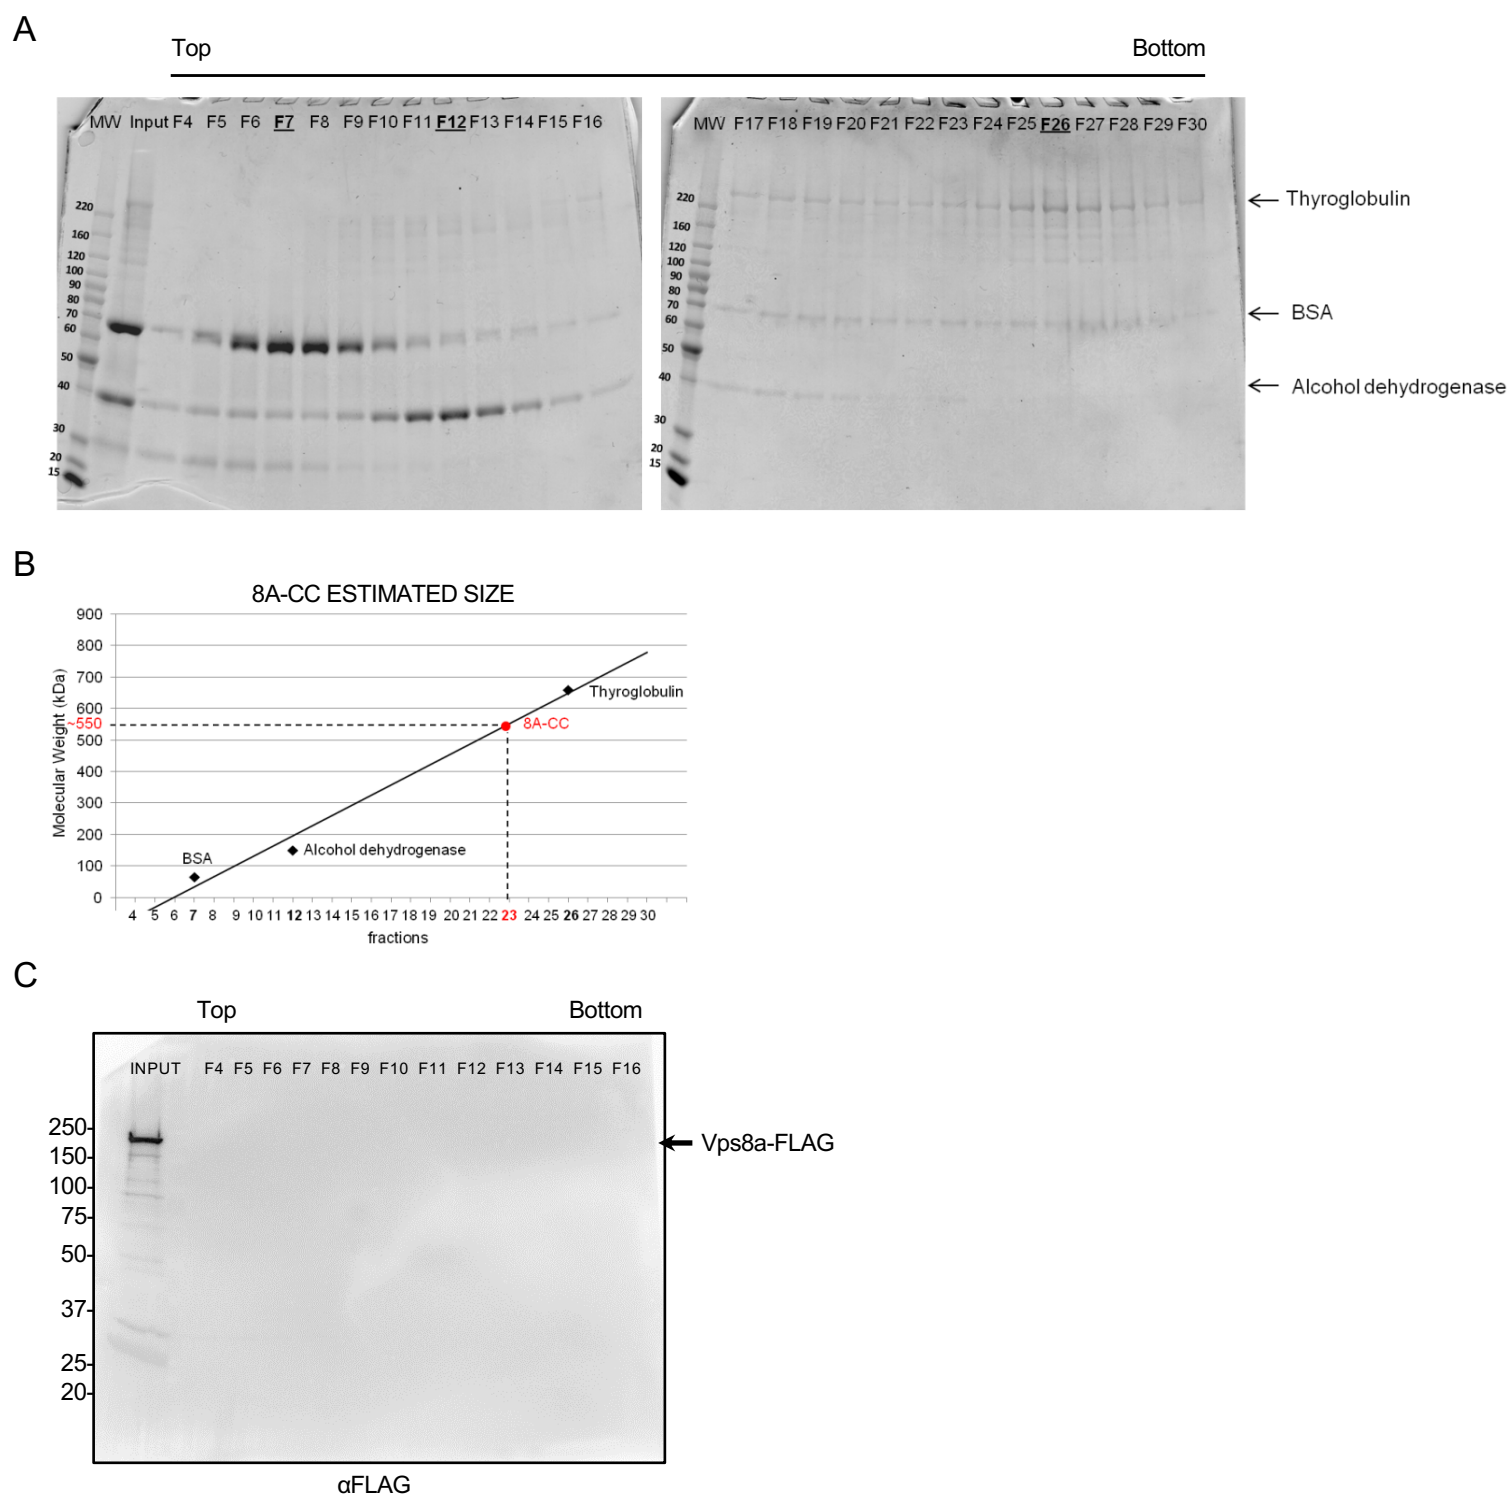 A
Top Bottom
MW Input F4 F5 F6 F7 F8 F9 F10 F11 F12 F13 F14 F15 F16
220
160
120
100
90
80
70
60
50
40
30
20
15
MW F17 F18 F19 F20 F21 F22 F23 F24 F25 F26 F27 F28 F29 F30
220
160
120
100
90
80
70
60
50
40
30
20
15
Thyroglobulin
BSA
Alcohol dehydrogenase
B
8A-CC ESTIMATED SIZE
Molecular Weight (kDa)
900
800
700
600
~550
500
400
300
200
100
0
Thyroglobulin
8A-CC
BSA
Alcohol dehydrogenase
4 5 6 7 8 9 10 11 12 13 14 15 16 17 18 19 20 21 22 23 24 25 26 27 28 29 30
fractions
C
Top Bottom
INPUT F4 F5 F6 F7 F8 F9 F10 F11 F12 F13 F14 F15 F16
250-
150-
100-
75-
50-
37-
25-
20-
Vps8a-FLAG
αFLAG